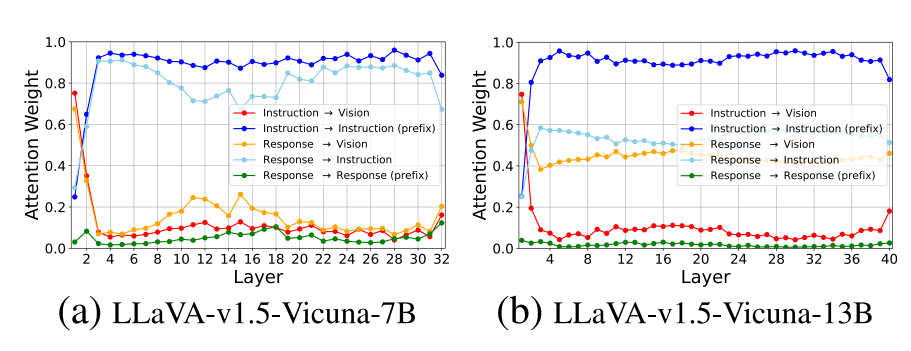 Attention Weight
1.0
0.8
0.6
0.4
0.2
0.0
Instruction → Vision
Instruction → Instruction (prefix)
Response → Vision
Response → Instruction
Response → Response (prefix)
2 4 6 8 10 12 14 16 18 20 22 24 26 28 30 32
Layer
(a) LLaVA-v1.5-Vicuna-7B
Attention Weight
1.0
0.8
0.6
0.4
0.2
0.0
Instruction → Vision
Instruction → Instruction (prefix)
Response → Vision
Response → Instruction
Response → Response (prefix)
4 8 12 16 20 24 28 32 36 40
Layer
(b) LLaVA-v1.5-Vicuna-13B